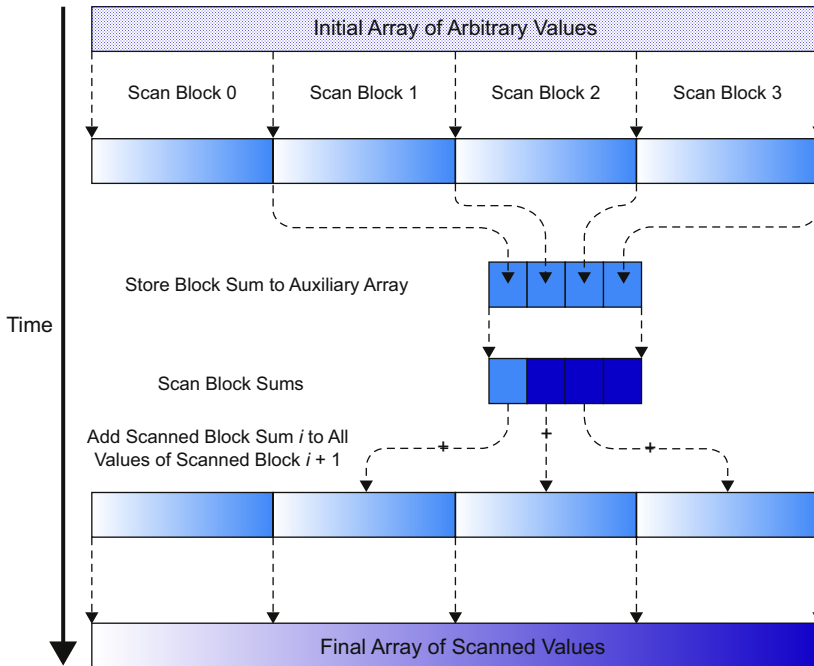 Initial Array of Arbitrary Values
Scan Block 0
Scan Block 1
Scan Block 2
Scan Block 3
Store Block Sum to Auxiliary Array
Time
Scan Block Sums
Add Scanned Block Sum i to All
Values of Scanned Block i + 1
+
+
+
Final Array of Scanned Values